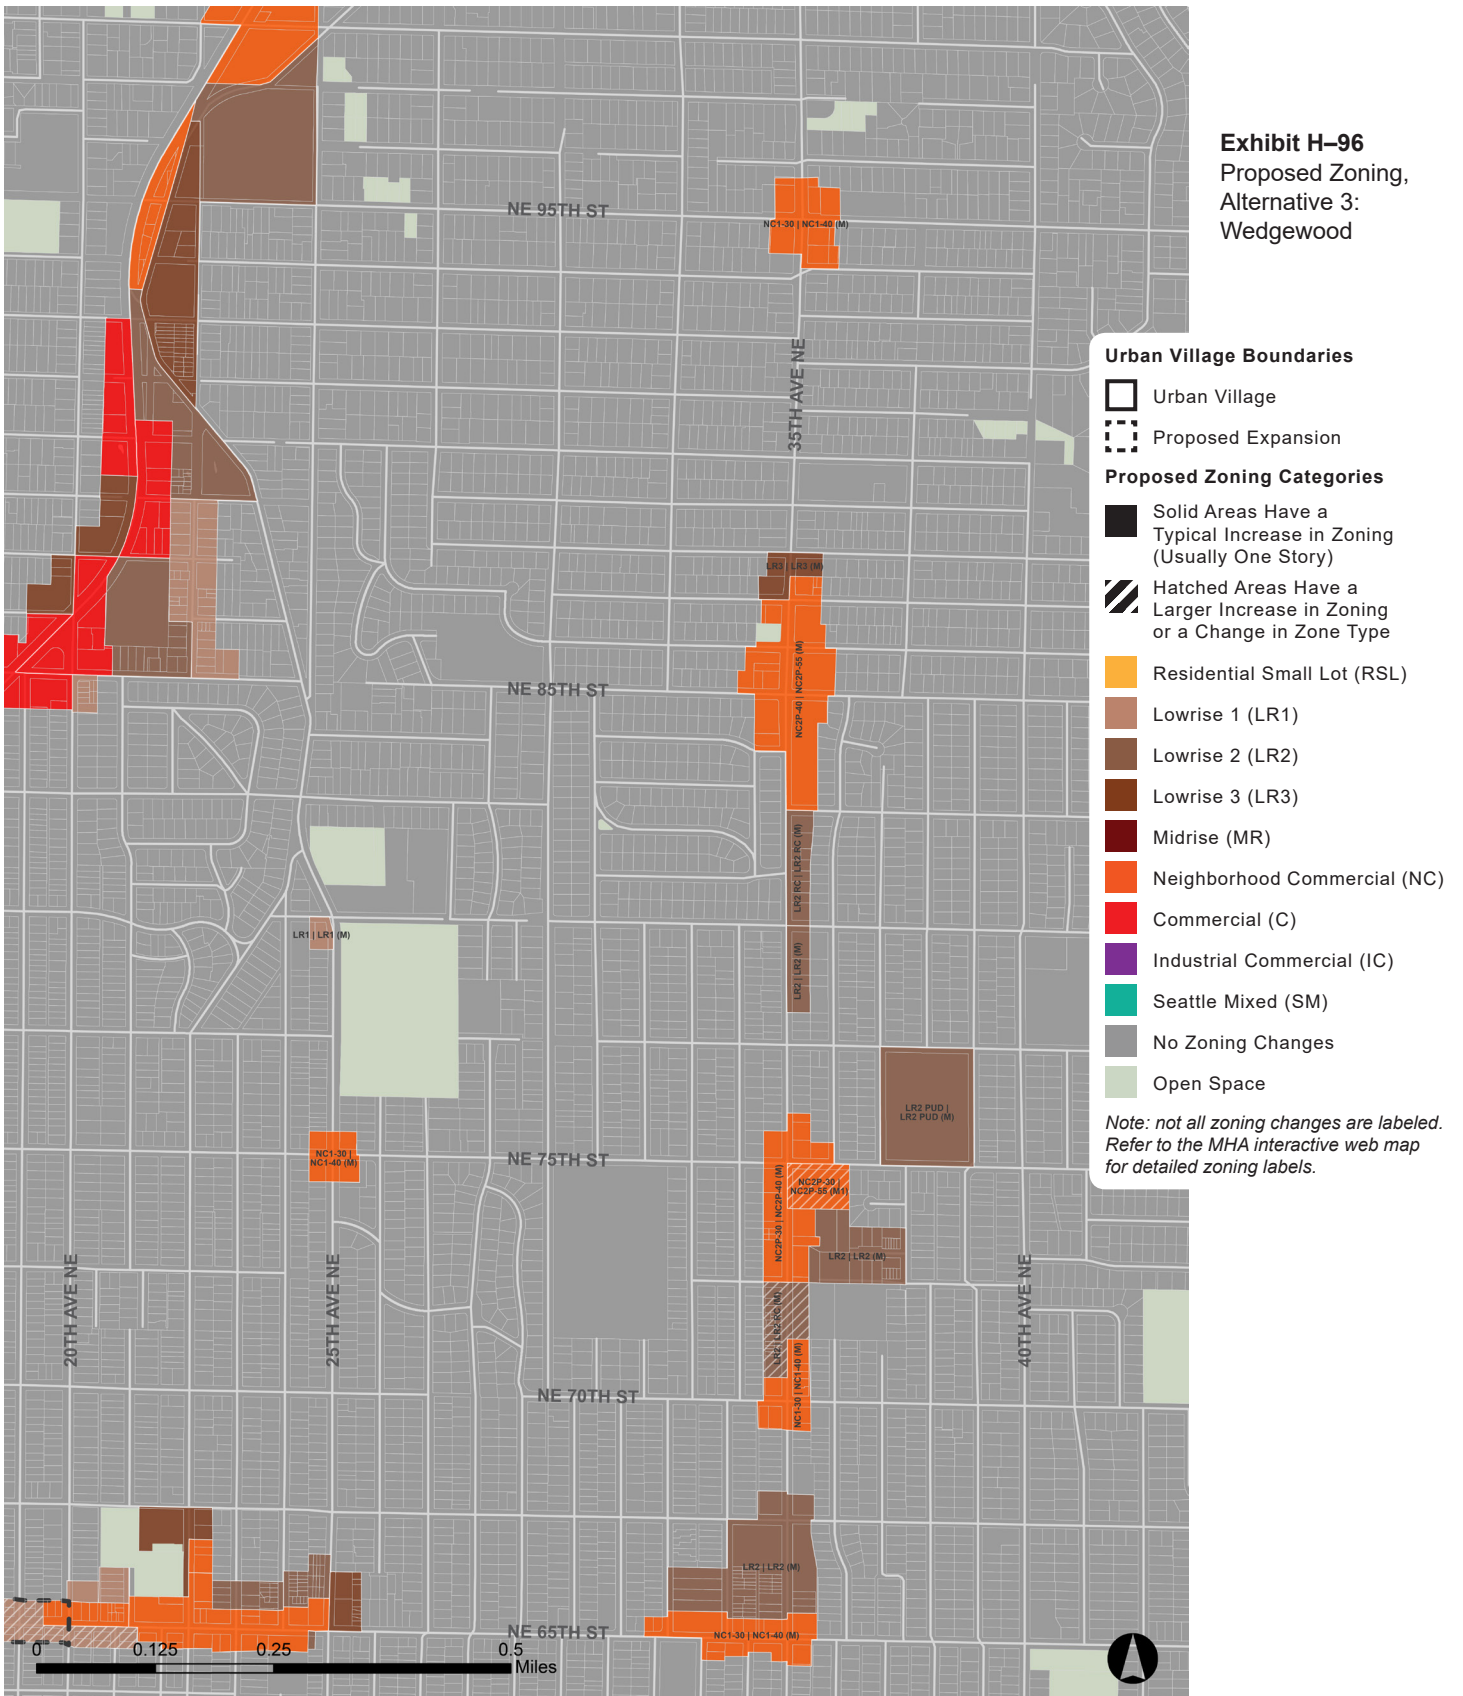 Exhibit H–96
Proposed Zoning,
Alternative 3:
Wedgewood
Urban Village Boundaries
Urban Village
Proposed Expansion
Proposed Zoning Categories
Solid Areas Have a
Typical Increase in Zoning
(Usually One Story)
Hatched Areas Have a
Larger Increase in Zoning
or a Change in Zone Type
Residential Small Lot (RSL)
Lowrise 1 (LR1)
Lowrise 2 (LR2)
Lowrise 3 (LR3)
Midrise (MR)
Neighborhood Commercial (NC)
Commercial (C)
Industrial Commercial (IC)
Seattle Mixed (SM)
No Zoning Changes
Open Space
Note: not all zoning changes are labeled.
Refer to the MHA interactive web map
for detailed zoning labels.
NE 95TH ST
NC1-30 | NC1-40 (M)
35TH AVE NE
LR3 | LR3 (M)
NC2P-40 | NC2P-55 (M)
NE 85TH ST
LR2 RC | LR2 RC (M)
LR1 | LR1 (M)
LR2 | LR2 (M)
LR2 PUD |
LR2 PUD (M)
NC1-30 |
NC1-40 (M)
NE 75TH ST
NC2P-30 | NC2P-40 (M)
NC2P-30 |
NC2P-55 (M1)
LR2 | LR2 (M)
20TH AVE NE
25TH AVE NE
40TH AVE NE
LR2 | LR2 RC (M)
NC1-30 | NC1-40 (M)
NE 70TH ST
LR2 | LR2 (M)
NE 65TH ST
NC1-30 | NC1-40 (M)
0
0.125
0.25
0.5
Miles